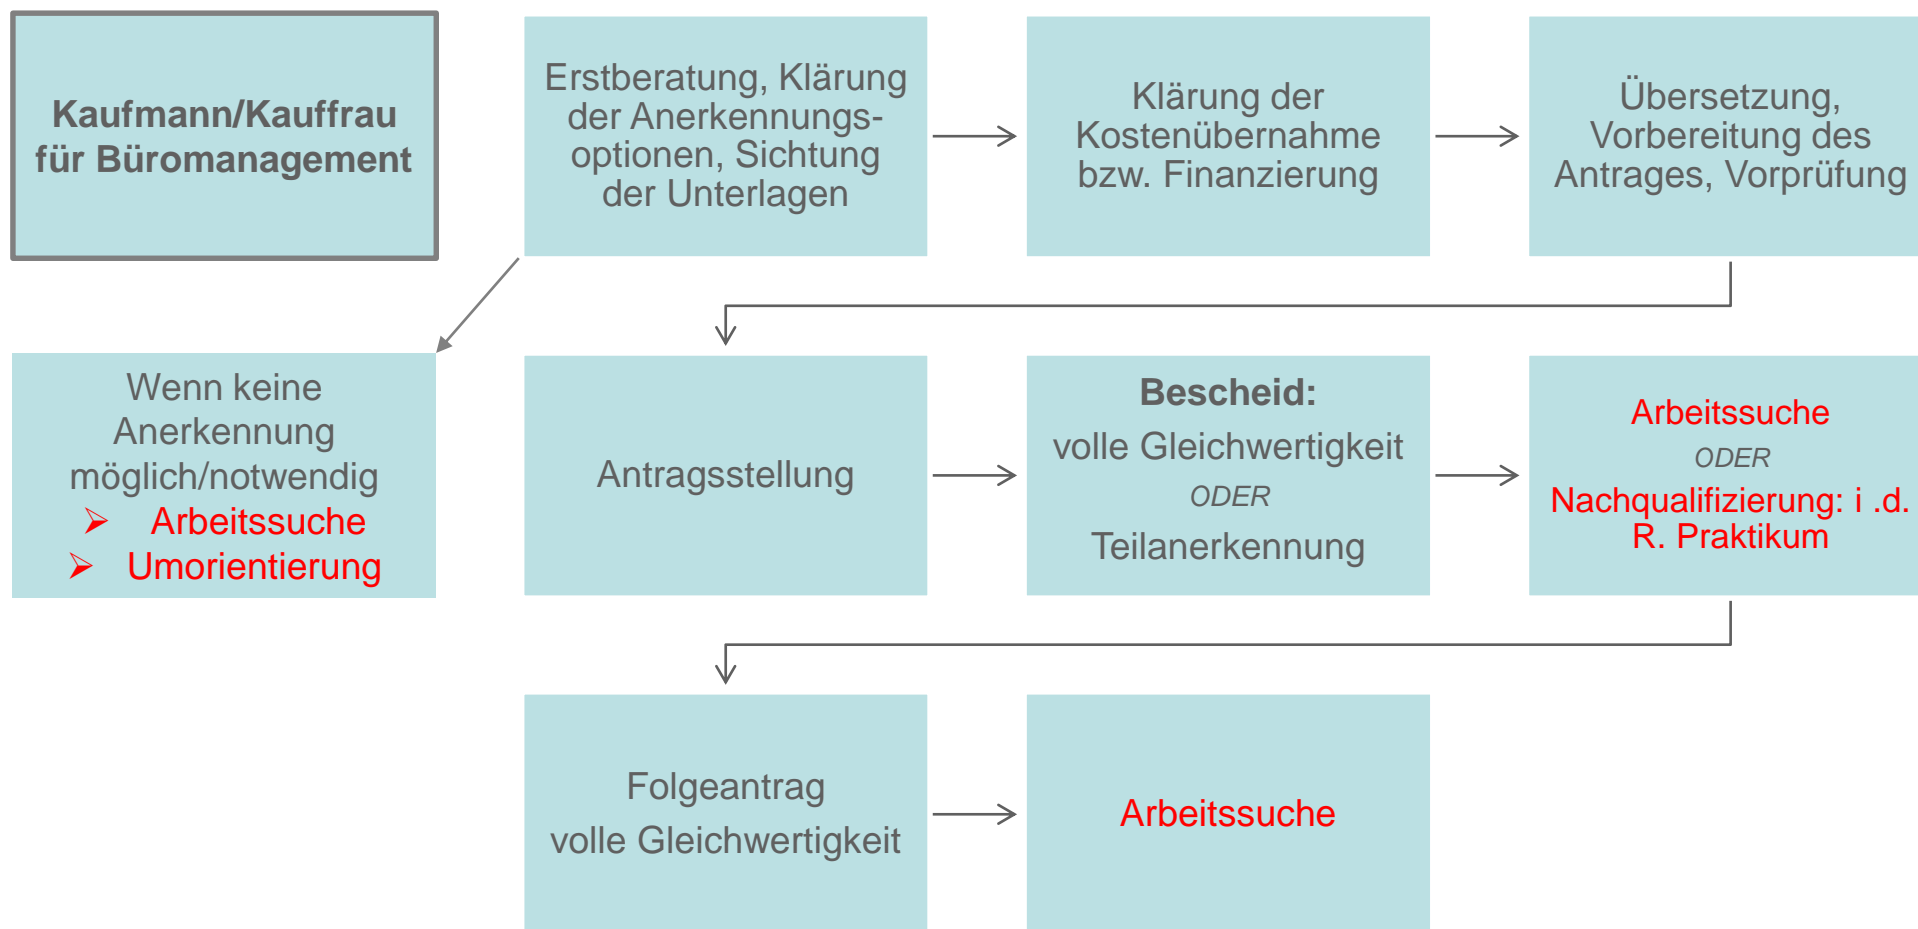 Kaufmann/Kauffrau
für Büromanagement
Erstberatung, Klärung
der Anerkennungs-
optionen, Sichtung
der Unterlagen
Klärung der
Kostenübernahme
bzw. Finanzierung
Übersetzung,
Vorbereitung des
Antrages, Vorprüfung
Wenn keine
Anerkennung
möglich/notwendig
➢ Arbeitssuche
➢ Umorientierung
Antragsstellung
Bescheid:
volle Gleichwertigkeit
ODER
Teilanerkennung
Arbeitssuche
ODER
Nachqualifizierung: i .d.
R. Praktikum
Folgeantrag
volle Gleichwertigkeit
Arbeitssuche